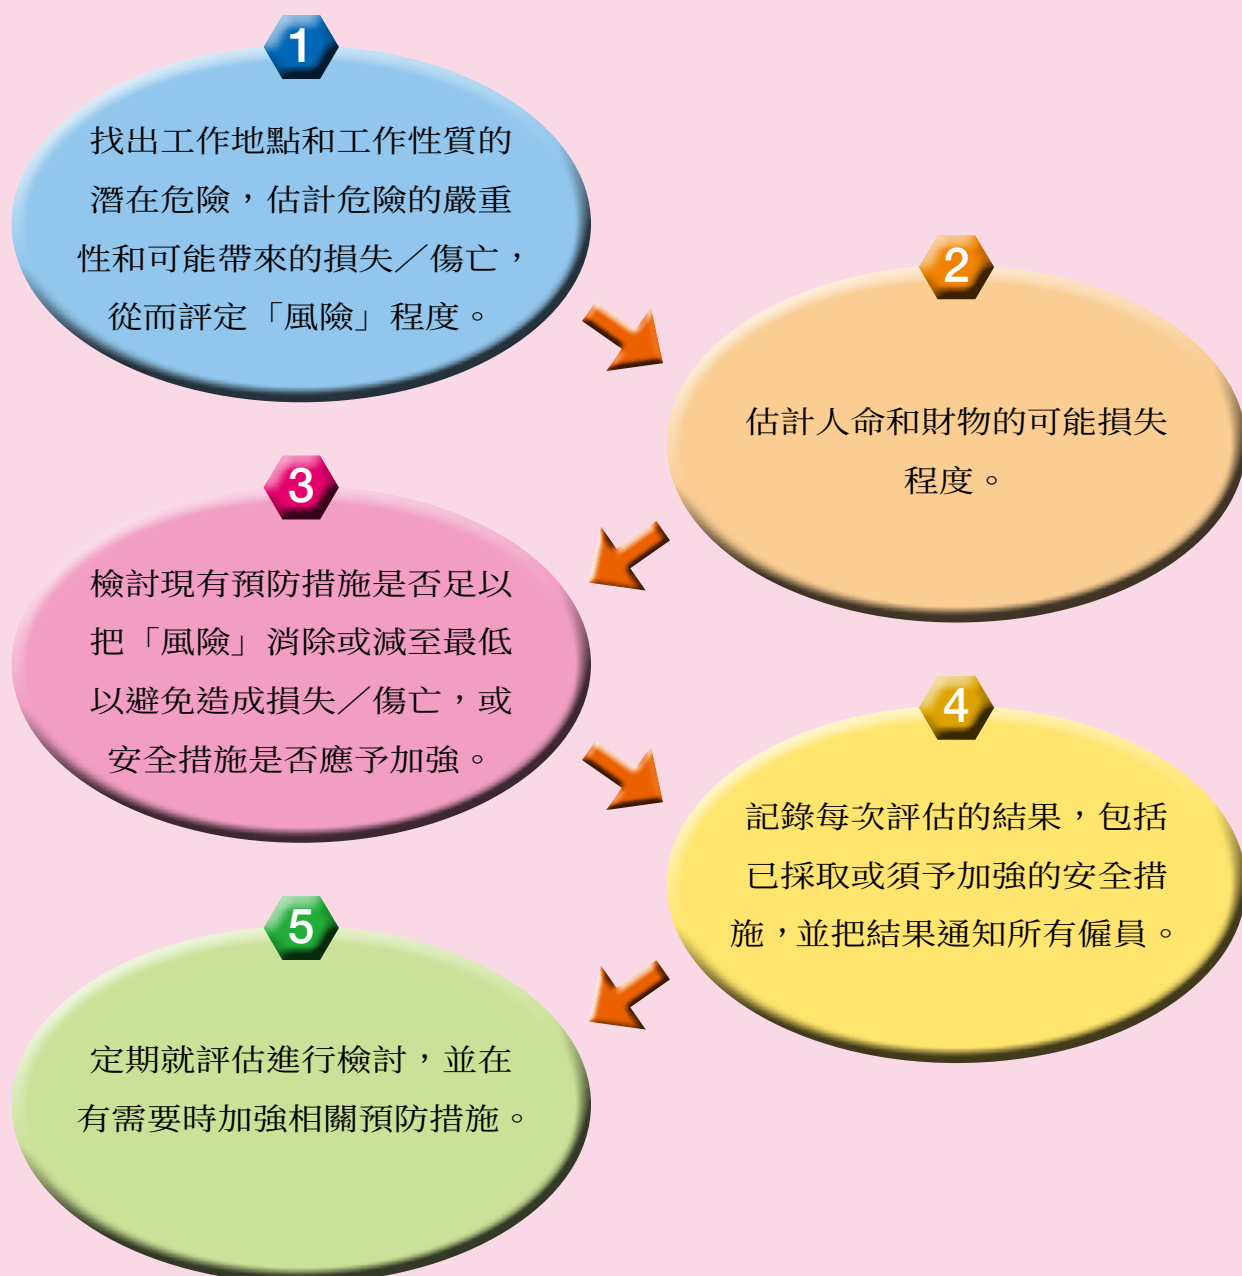 1
找出工作地點和工作性質的
潛在危險，估計危險的嚴重
性和可能帶來的損失／傷亡，
從而評定「風險」程度。
2
估計人命和財物的可能損失
程度。
3
檢討現有預防措施是否足以
把「風險」消除或減至最低
以避免造成損失／傷亡，或
安全措施是否應予加強。
4
記錄每次評估的結果，包括
已採取或須予加強的安全措
施，並把結果通知所有僱員。
5
定期就評估進行檢討，並在
有需要時加強相關預防措施。